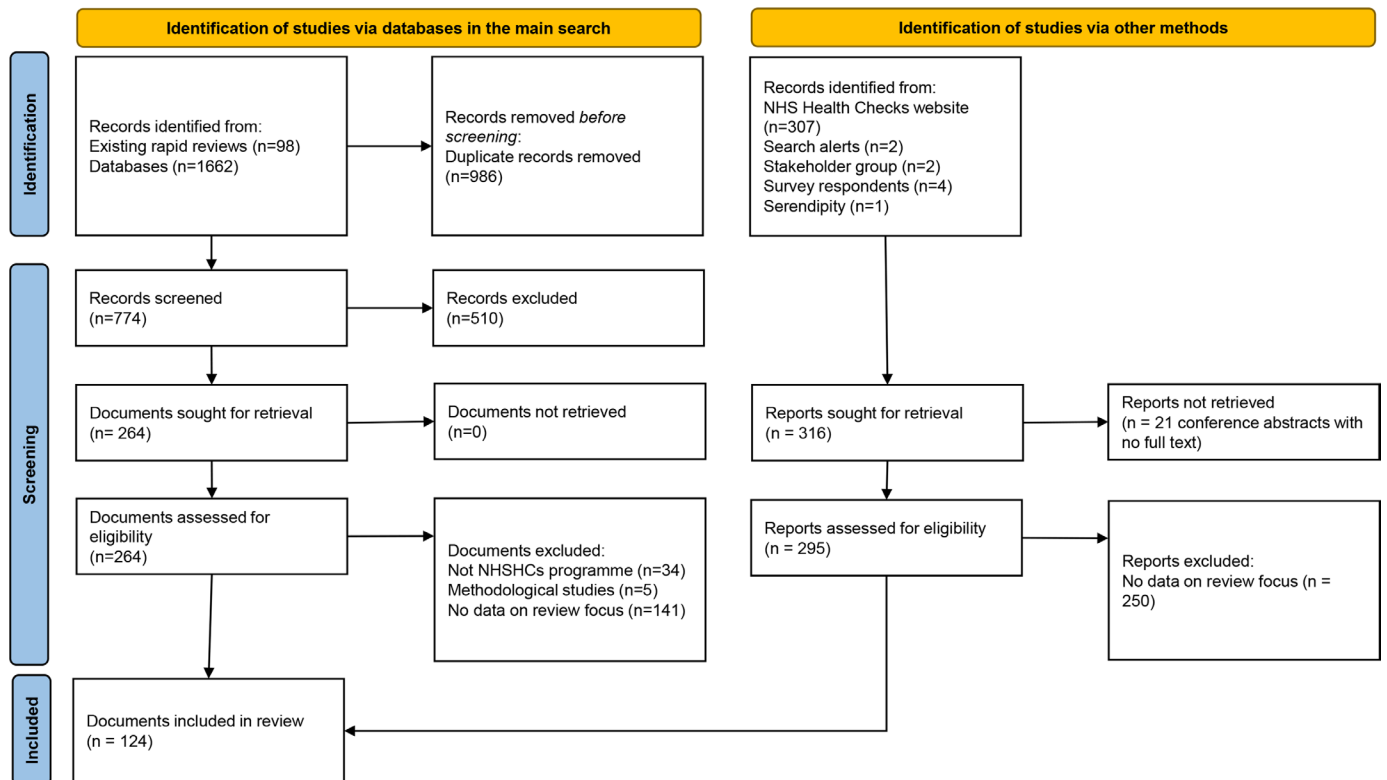 Identification of studies via databases in the main search
Identification of studies via other methods
Identification
Records identified from:
Existing rapid reviews (n=98)
Databases (n=1662)
Records removed before
screening:
Duplicate records removed
(n=986)
Records identified from:
NHS Health Checks website
(n=307)
Search alerts (n=2)
Stakeholder group (n=2)
Survey respondents (n=4)
Serendipity (n=1)
Screening
Records screened
(n=774)
Records excluded
(n=510)
Documents sought for retrieval
(n= 264)
Documents not retrieved
(n=0)
Reports sought for retrieval
(n = 316)
Reports not retrieved
(n = 21 conference abstracts with
no full text)
Documents assessed for
eligibility
(n=264)
Documents excluded:
Not NHSHCs programme (n=34)
Methodological studies (n=5)
No data on review focus (n=141)
Reports assessed for eligibility
(n = 295)
Reports excluded:
No data on review focus (n =
250)
Included
Documents included in review
(n = 124)